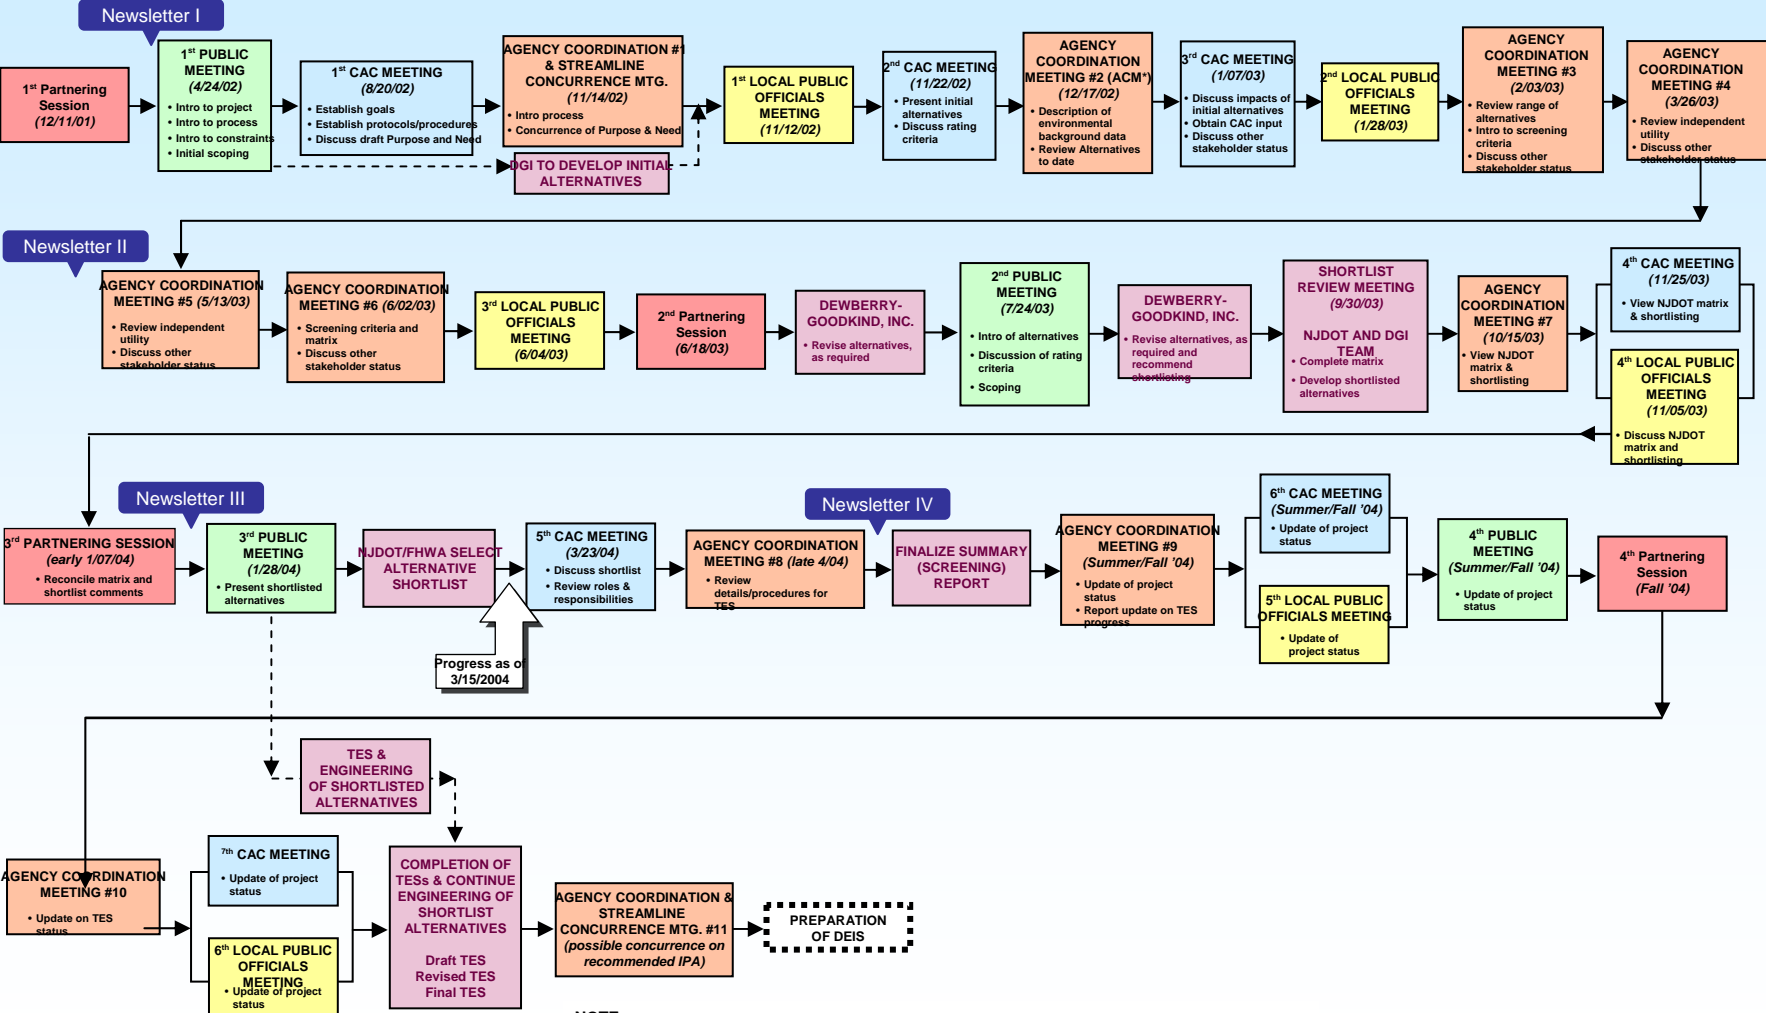 Newsletter I
1st Partnering
Session
(12/11/01)
1st PUBLIC
MEETING
(4/24/02)
• Intro to project
• Intro to process
• Intro to constraints
• Initial scoping
1st CAC MEETING
(8/20/02)
• Establish goals
• Establish protocols/procedures
• Discuss draft Purpose and Need
AGENCY COORDINATION #1
& STREAMLINE
CONCURRENCE MTG.
(11/14/02)
• Intro process
• Concurrence of Purpose & Need
DGI TO DEVELOP INITIAL
ALTERNATIVES
1st LOCAL PUBLIC
OFFICIALS
MEETING
(11/12/02)
2nd CAC MEETING
(11/22/02)
• Present initial
alternatives
• Discuss rating
criteria
AGENCY
COORDINATION
MEETING #2 (ACM*)
(12/17/02)
• Description of
environmental
background data
• Review Alternatives
to date
3rd CAC MEETING
(1/07/03)
• Discuss impacts of
initial alternatives
• Obtain CAC input
• Discuss other
stakeholder status
2nd LOCAL PUBLIC
OFFICIALS
MEETING
(1/28/03)
AGENCY
COORDINATION
MEETING #3
(2/03/03)
• Review range of
alternatives
• Intro to screening
criteria
• Discuss other
stakeholder status
AGENCY
COORDINATION
MEETING #4
(3/26/03)
• Review independent
utility
• Discuss other
stakeholder status
Newsletter II
AGENCY COORDINATION
MEETING #5 (5/13/03)
• Review independent
utility
• Discuss other
stakeholder status
AGENCY COORDINATION
MEETING #6 (6/02/03)
• Screening criteria and
matrix
• Discuss other
stakeholder status
3rd LOCAL PUBLIC
OFFICIALS
MEETING
(6/04/03)
2nd Partnering
Session
(6/18/03)
DEWBERRY-
GOODKIND, INC.
• Revise alternatives,
as required
2nd PUBLIC
MEETING
(7/24/03)
• Intro of alternatives
• Discussion of rating
criteria
• Scoping
DEWBERRY-
GOODKIND, INC.
• Revise alternatives, as
required and
recommend
shortlisting
SHORTLIST
REVIEW MEETING
(9/30/03)
NJDOT AND DGI
TEAM
• Complete matrix
• Develop shortlisted
alternatives
AGENCY
COORDINATION
MEETING #7
(10/15/03)
• View NJDOT
matrix &
shortlisting
4th CAC MEETING
(11/25/03)
• View NJDOT matrix
& shortlisting
4th LOCAL PUBLIC
OFFICIALS
MEETING
(11/05/03)
• Discuss NJDOT
matrix and
shortlisting
Newsletter III
3rd PARTNERING SESSION
(early 1/07/04)
• Reconcile matrix and
shortlist comments
3rd PUBLIC
MEETING
(1/28/04)
• Present shortlisted
alternatives
NJDOT/FHWA SELECT
ALTERNATIVE
SHORTLIST
Progress as of
3/15/2004
5th CAC MEETING
(3/23/04)
• Discuss shortlist
• Review roles &
responsibilities
AGENCY COORDINATION
MEETING #8 (late 4/04)
• Review
details/procedures for
TES
Newsletter IV
FINALIZE SUMMARY
(SCREENING)
REPORT
AGENCY COORDINATION
MEETING #9
(Summer/Fall '04)
• Update of project
status
• Report update on TES
progress
6th CAC MEETING
(Summer/Fall '04)
• Update of project
status
5th LOCAL PUBLIC
OFFICIALS MEETING
• Update of
project status
4th PUBLIC
MEETING
(Summer/Fall '04)
• Update of project
status
4th Partnering
Session
(Fall '04)
TES &
ENGINEERING
OF SHORTLISTED
ALTERNATIVES
AGENCY COORDINATION
MEETING #10
• Update on TES
status
7th CAC MEETING
• Update of project
status
6th LOCAL PUBLIC
OFFICIALS
MEETING
• Update of project
status
COMPLETION OF
TESs & CONTINUE
ENGINEERING OF
SHORTLIST
ALTERNATIVES
Draft TES
Revised TES
Final TES
AGENCY COORDINATION &
STREAMLINE
CONCURRENCE MTG. #11
(possible concurrence on
recommended IPA)
PREPARATION
OF DEIS